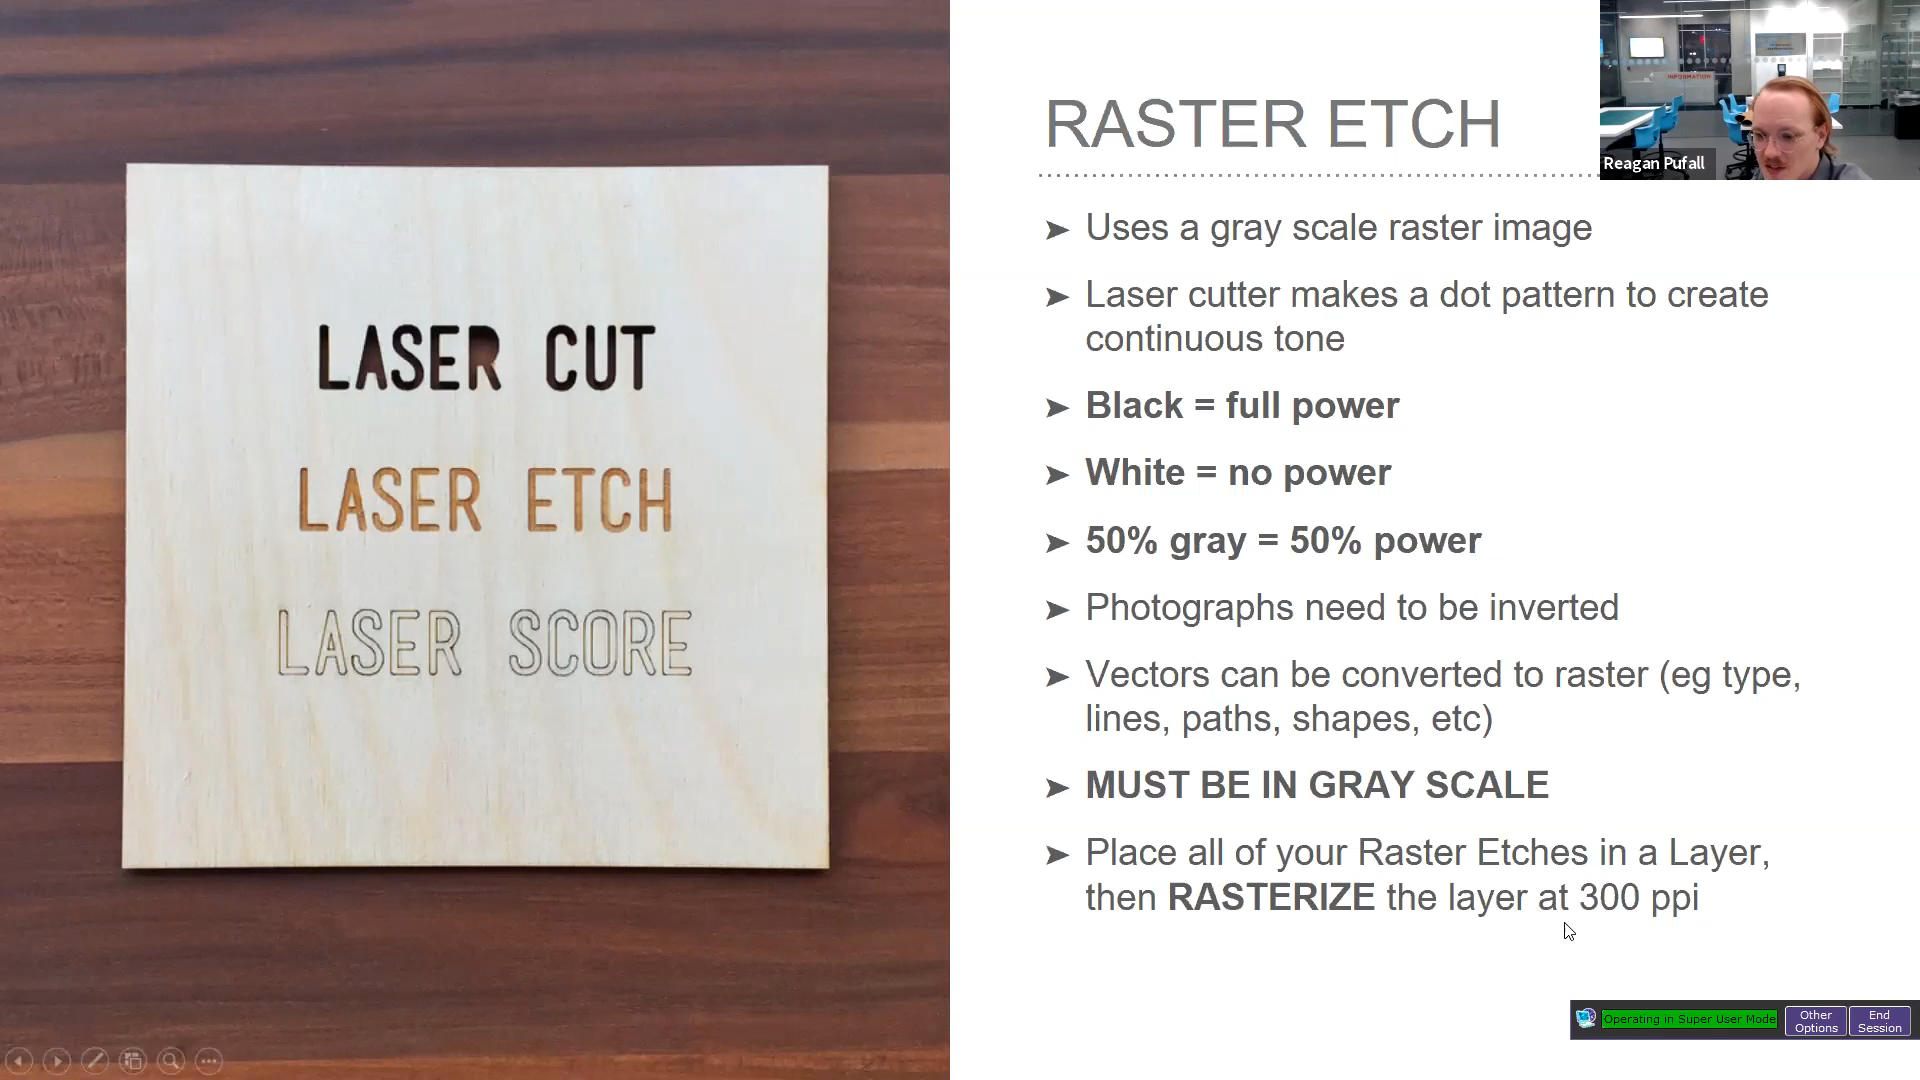 LASER CUT
LASER ETCH
LASER SCORE
RASTER ETCH
INFORMATION
Reagan Pufall
➤ Uses a gray scale raster image
➤ Laser cutter makes a dot pattern to create
continuous tone
➤ Black = full power
➤ White = no power
➤ 50% gray = 50% power
➤ Photographs need to be inverted
➤ Vectors can be converted to raster (eg type,
lines, paths, shapes, etc)
➤ MUST BE IN GRAY SCALE
➤ Place all of your Raster Etches in a Layer,
then RASTERIZE the layer at 300 ppi
Operating in Super User Mode
Other
Options
End
Session